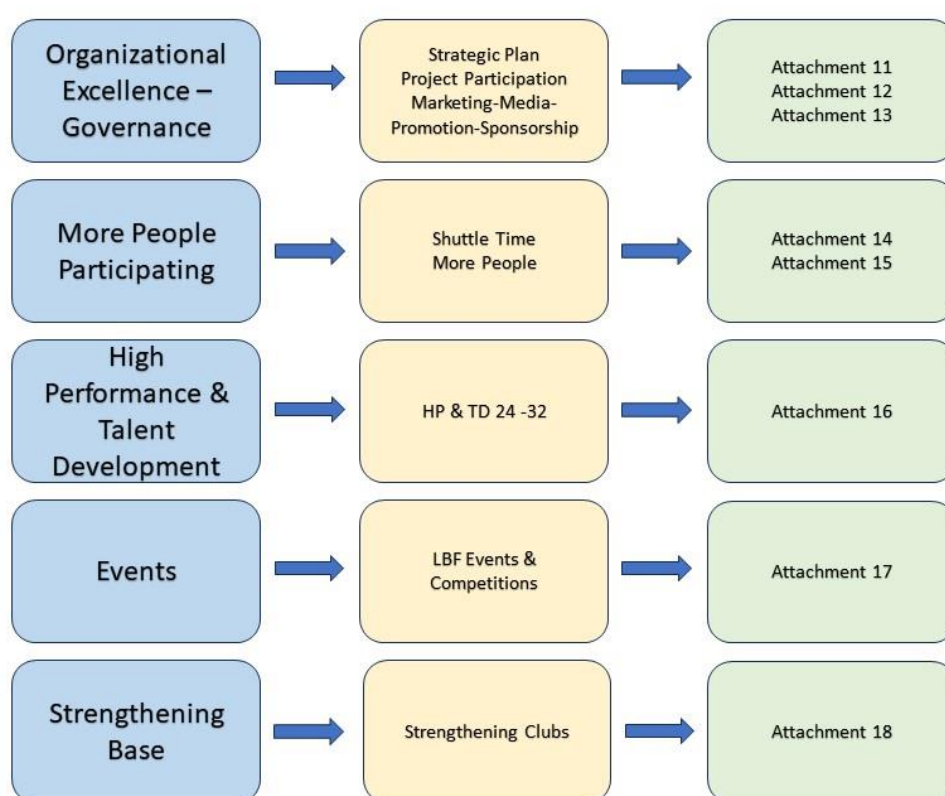 Organizational
Excellence –
Governance
Strategic Plan
Project Participation
Marketing-Media-
Promotion-Sponsorship
Attachment 11
Attachment 12
Attachment 13
More People
Participating
Shuttle Time
More People
Attachment 14
Attachment 15
High
Performance &
Talent
Development
HP & TD 24 -32
Attachment 16
Events
LBF Events &
Competitions
Attachment 17
Strengthening
Base
Strengthening Clubs
Attachment 18